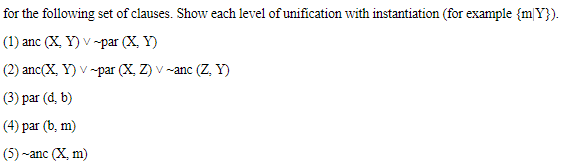 for the following set of clauses. Show each level of unification with instantiation (for example {m|Y}).
(1) anc (X, Y) ∨ ~par (X, Y)
(2) anc(X, Y) ∨ ~par (X, Z) ∨ ~anc (Z, Y)
(3) par (d, b)
(4) par (b, m)
(5) ~anc (X, m)